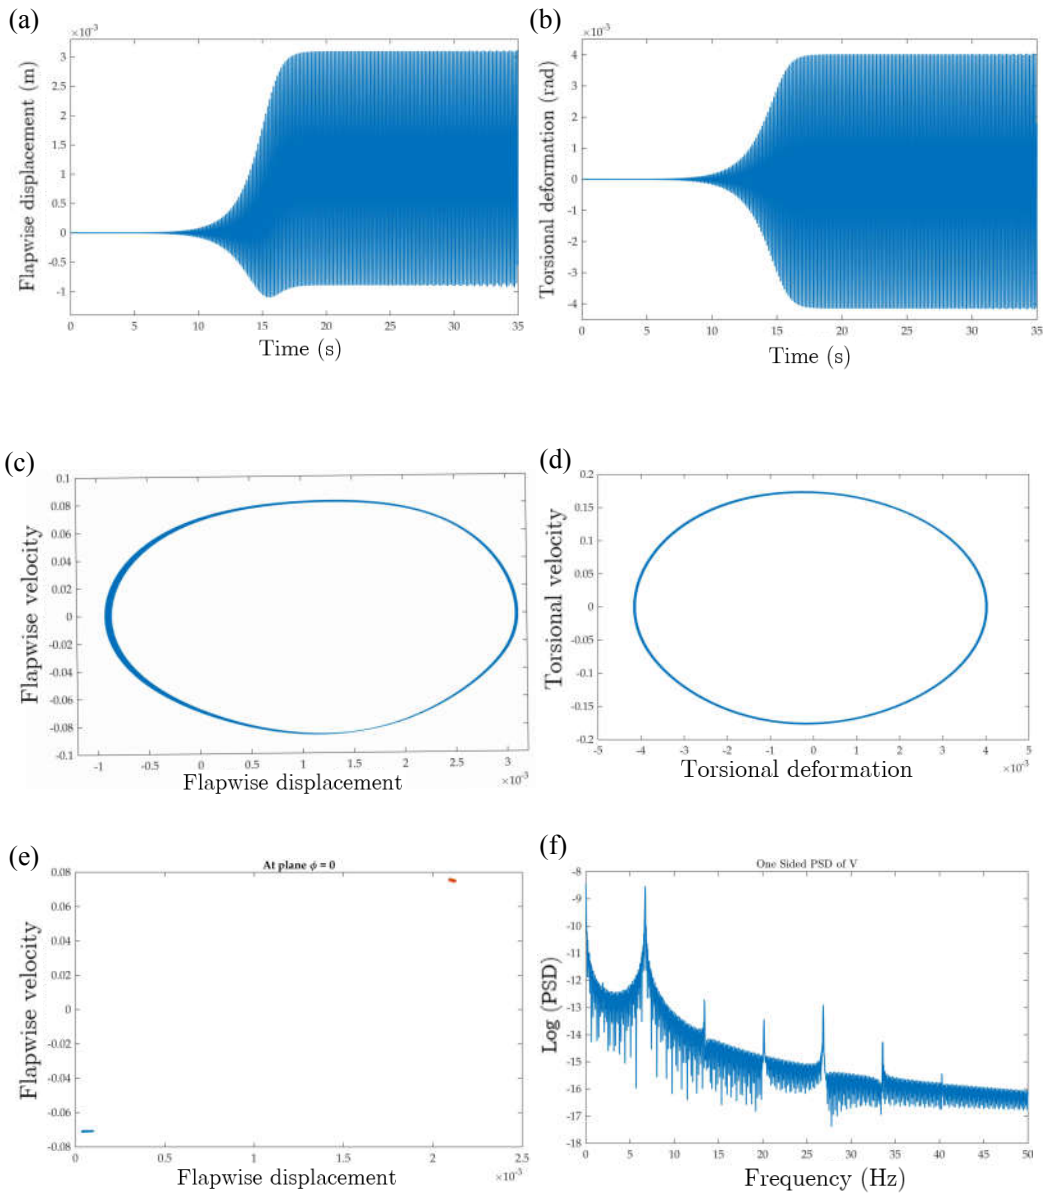 (a)
×10⁻³
3
2.5
2
1.5
1
0.5
0
-0.5
-1
Flapwise displacement (m)
0 5 10 15 20 25 30 35
Time (s)
(b)
×10⁻³
4
3
2
1
0
-1
-2
-3
-4
Torsional deformation (rad)
0 5 10 15 20 25 30 35
Time (s)
(c)
0.1
0.08
0.06
0.04
0.02
0
-0.02
-0.04
-0.06
-0.08
-0.1
Flapwise velocity
-1 -0.5 0 0.5 1 1.5 2 2.5 3
×10⁻³
Flapwise displacement
(d)
0.2
0.15
0.1
0.05
0
-0.05
-0.1
-0.15
-0.2
Torsional velocity
-5 -4 -3 -2 -1 0 1 2 3 4 5
×10⁻³
Torsional deformation
(e)
At plane ϕ = 0
0.08
0.06
0.04
0.02
0
-0.02
-0.04
-0.06
-0.08
Flapwise velocity
0 0.5 1 1.5 2 2.5
×10⁻³
Flapwise displacement
(f)
One Sided PSD of V
-8
-9
-10
-11
-12
-13
-14
-15
-16
-17
-18
Log (PSD)
0 5 10 15 20 25 30 35 40 45 50
Frequency (Hz)